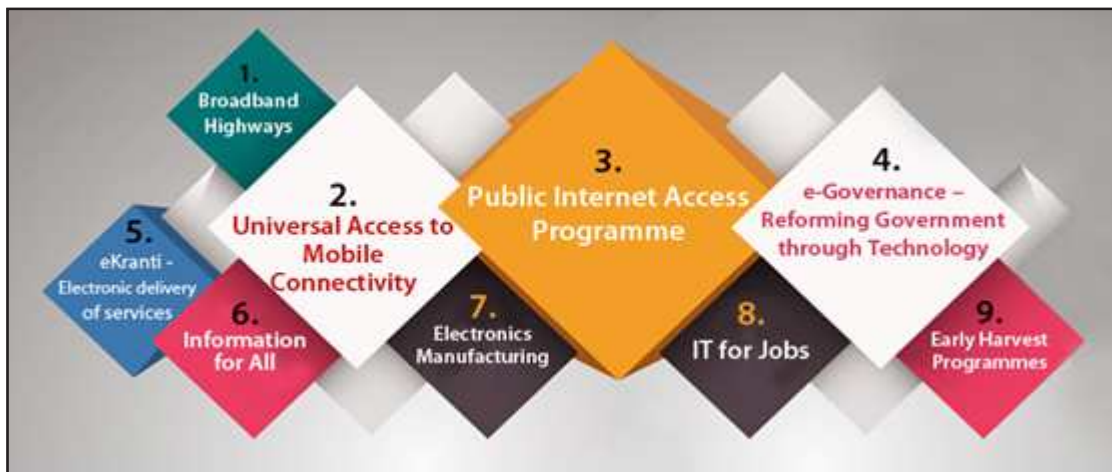 1.
Broadband
Highways
2.
Universal Access to
Mobile
Connectivity
3.
Public Internet Access
Programme
4.
e-Governance –
Reforming Government
through Technology
5.
eKranti -
Electronic delivery
of services
6.
Information
for All
7.
Electronics
Manufacturing
8.
IT for Jobs
9.
Early Harvest
Programmes